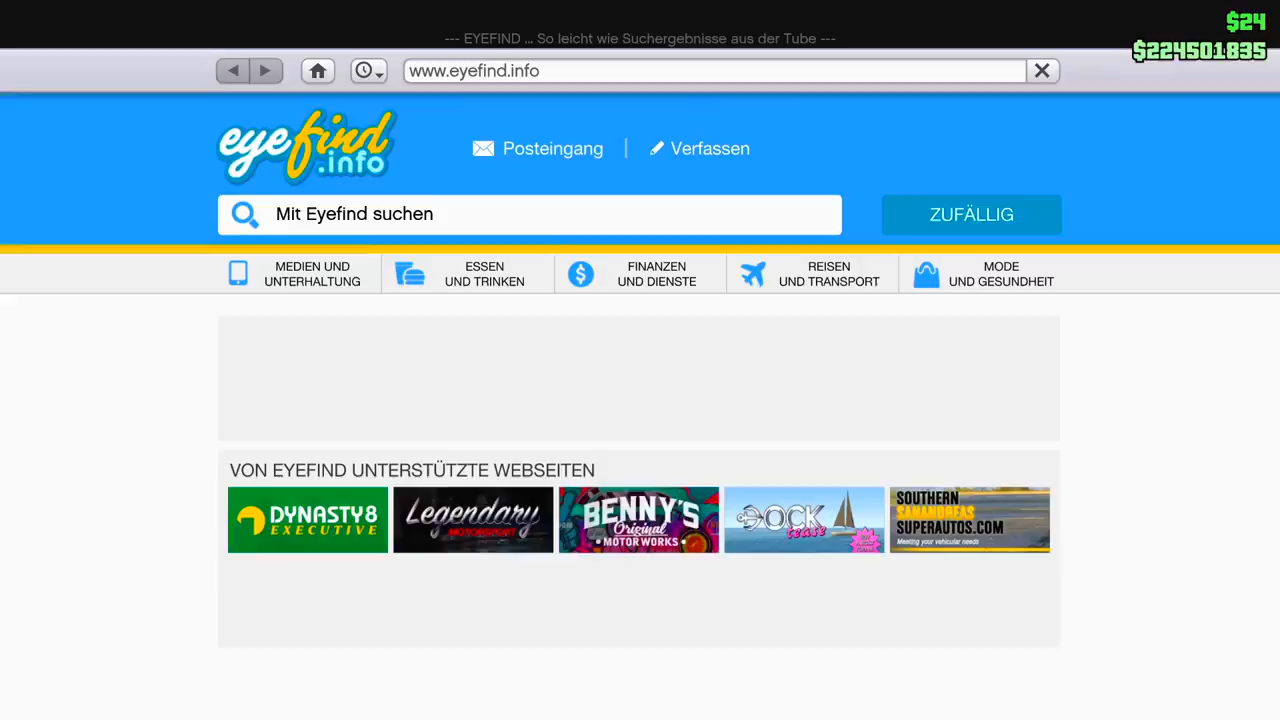 $24
$224501835
--- EYEFIND ... So leicht wie Suchergebnisse aus der Tube ---
www.eyefind.info
eyefind
.info
Posteingang | Verfassen
Mit Eyefind suchen
ZUFÄLLIG
MEDIEN UND
UNTERHALTUNG
ESSEN
UND TRINKEN
FINANZEN
UND DIENSTE
REISEN
UND TRANSPORT
MODE
UND GESUNDHEIT
VON EYEFIND UNTERSTÜTZTE WEBSEITEN
DYNASTY8
EXECUTIVE
Legendary
MOTORSPORT
BENNY'S
Original
• MOTOR WORKS •
DOCK
tease
SOUTHERN
SANANDREAS
SUPERAUTOS.COM
Meeting your vehicular needs